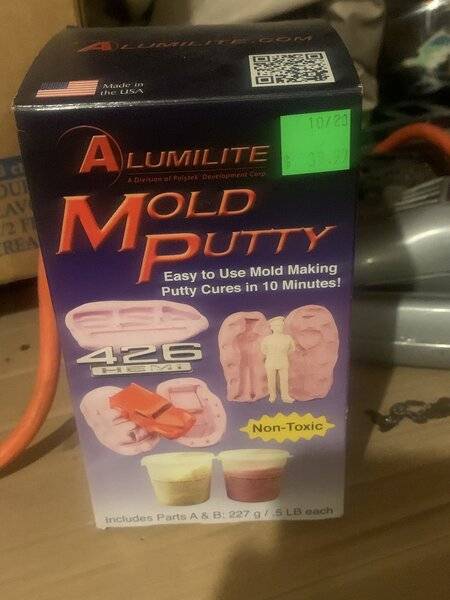 ALUMILITE.COM
Made in
the USA
10/23
ALUMILITE
A Division of Polytek Development Corp.
MOLD
PUTTY
Easy to Use Mold Making
Putty Cures in 10 Minutes!
426
HEMI
Non-Toxic
Includes Parts A & B: 227 g / .5 LB each